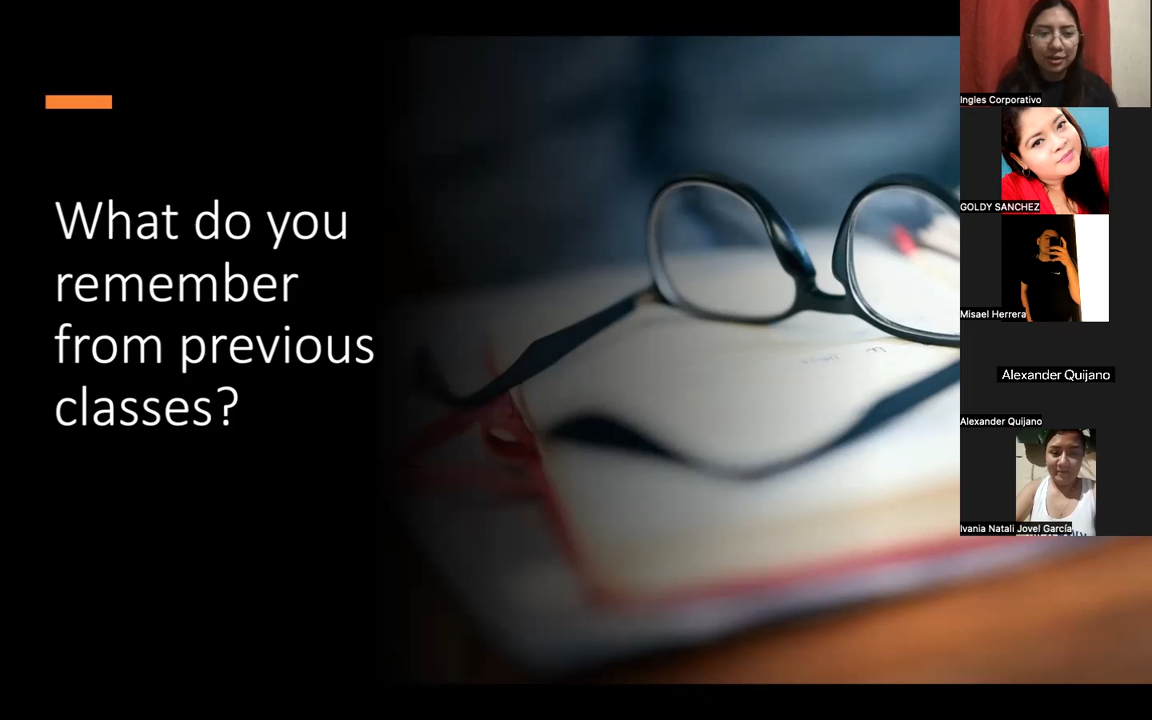 What do you
remember
from previous
classes?
Ingles Corporativo
GOLDY SANCHEZ
Misael Herrera
Alexander Quijano
Alexander Quijano
Ivania Natali Jovel García